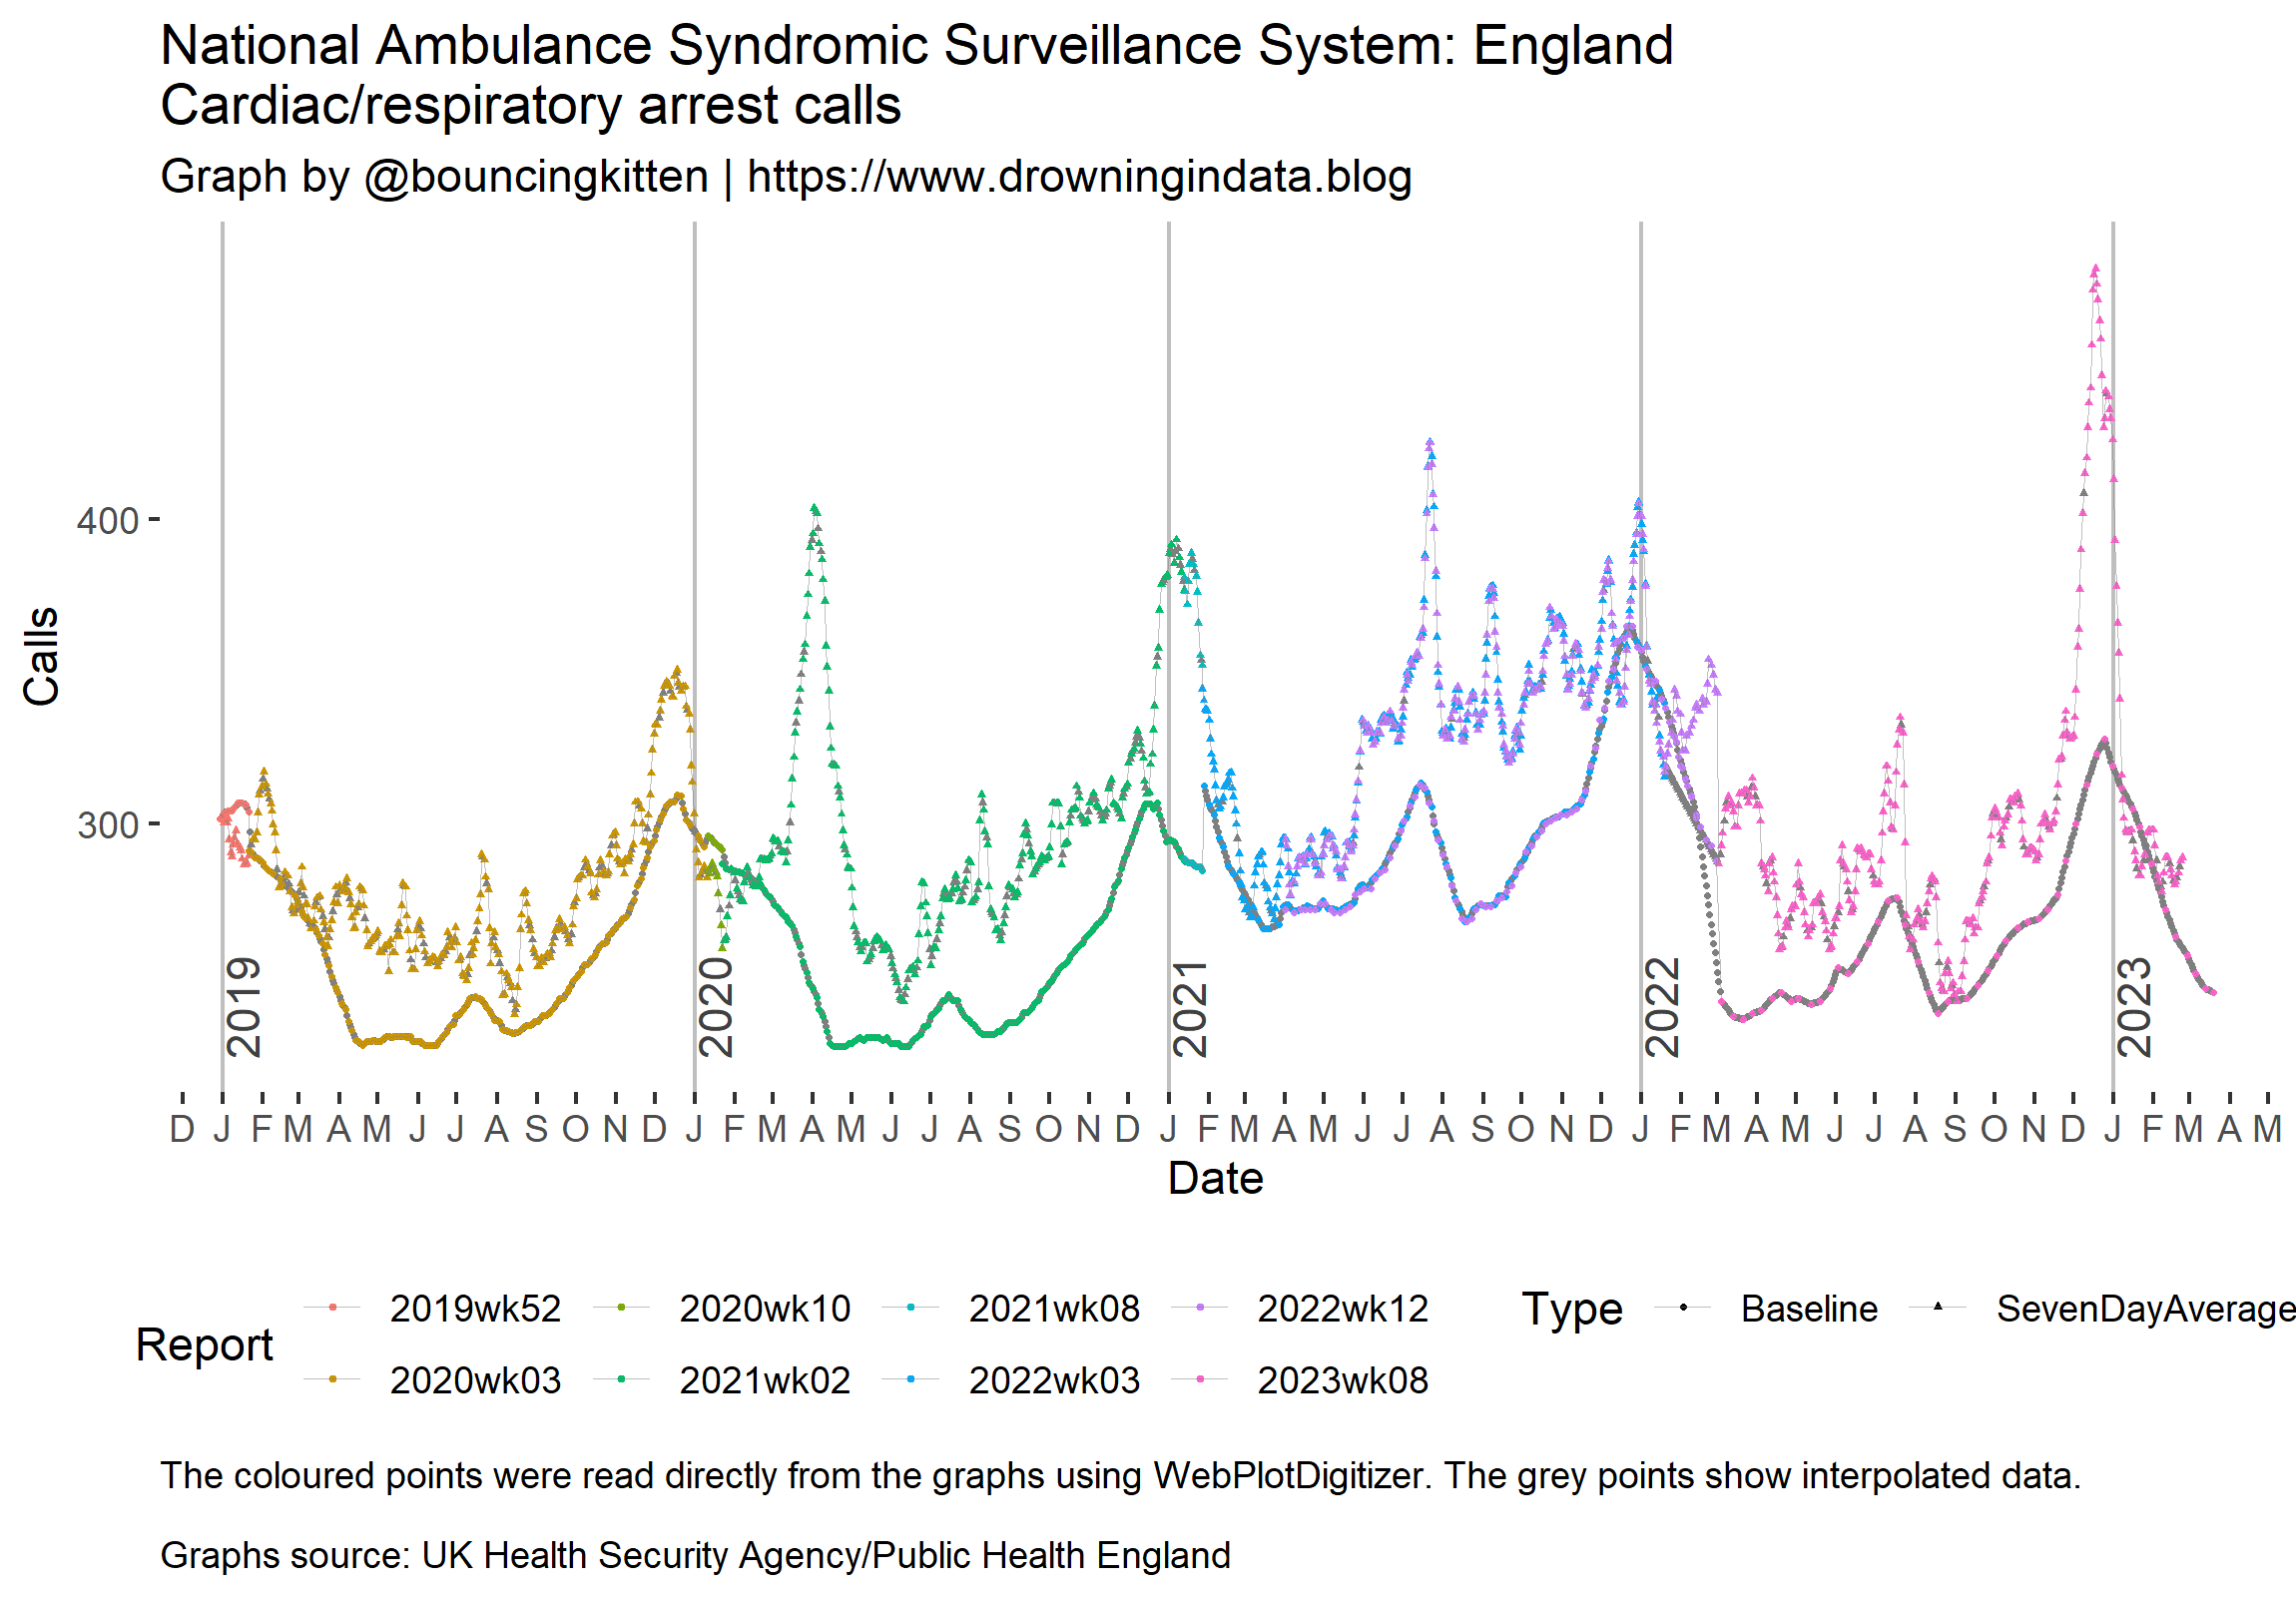 National Ambulance Syndromic Surveillance System: England
Cardiac/respiratory arrest calls
Graph by @bouncingkitten | https://www.drowningindata.blog
Calls
400
300
2019
2020
2021
2022
2023
D J F M A M J J A S O N D J F M A M J J A S O N D J F M A M J J A S O N D J F M A M J J A S O N D J F M A M
Date
Report
2019wk52 2020wk10 2021wk08 2022wk12
2020wk03 2021wk02 2022wk03 2023wk08
Type Baseline SevenDayAverage
The coloured points were read directly from the graphs using WebPlotDigitizer. The grey points show interpolated data.
Graphs source: UK Health Security Agency/Public Health England